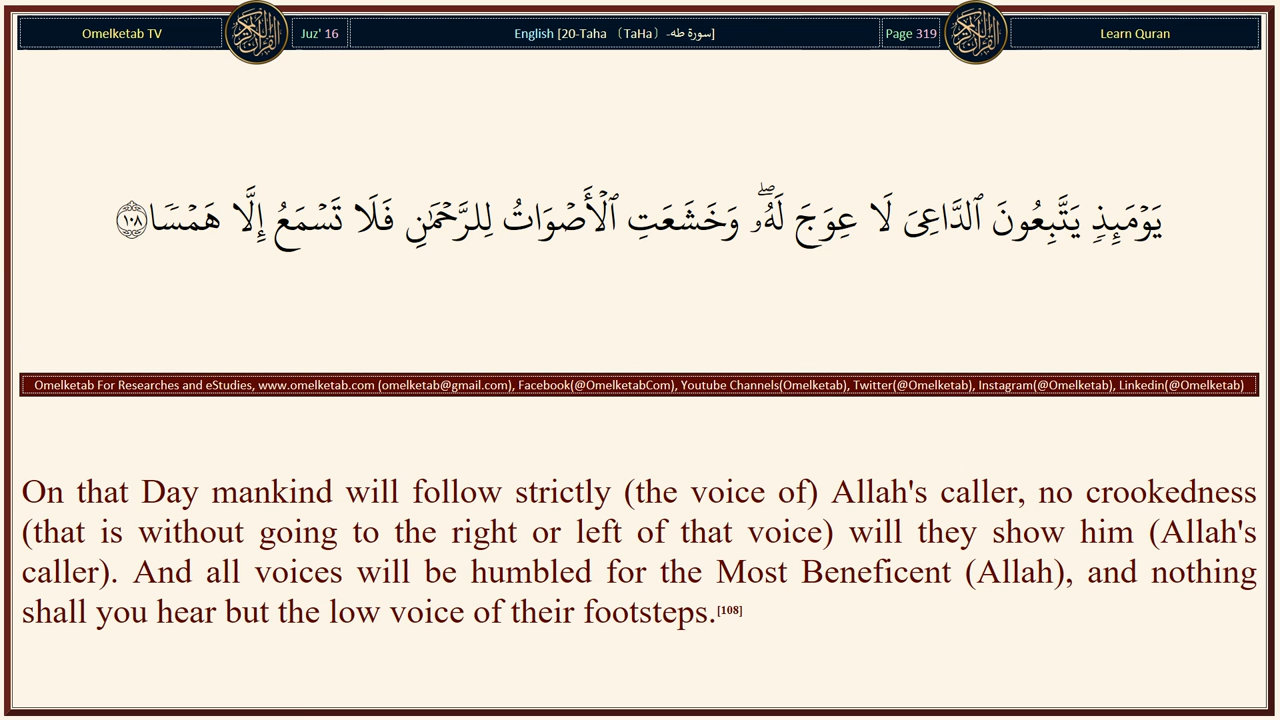 Omelketab TV
Juz' 16
English [20-Taha （TaHa） -سورة طه]
Page 319
Learn Quran
يَوْمَئِذٍ يَتَّبِعُونَ ٱلدَّاعِىَ لَا عِوَجَ لَهُۥ ۖ وَخَشَعَتِ ٱلْأَصْوَاتُ لِلرَّحْمَٰنِ فَلَا تَسْمَعُ إِلَّا هَمْسًا ١٠٨
Omelketab For Researches and eStudies, www.omelketab.com (omelketab@gmail.com), Facebook(@OmelketabCom), Youtube Channels(Omelketab), Twitter(@Omelketab), Instagram(@Omelketab), Linkedin(@Omelketab)
On that Day mankind will follow strictly (the voice of) Allah's caller, no crookedness
(that is without going to the right or left of that voice) will they show him (Allah's
caller). And all voices will be humbled for the Most Beneficent (Allah), and nothing
shall you hear but the low voice of their footsteps.[108]